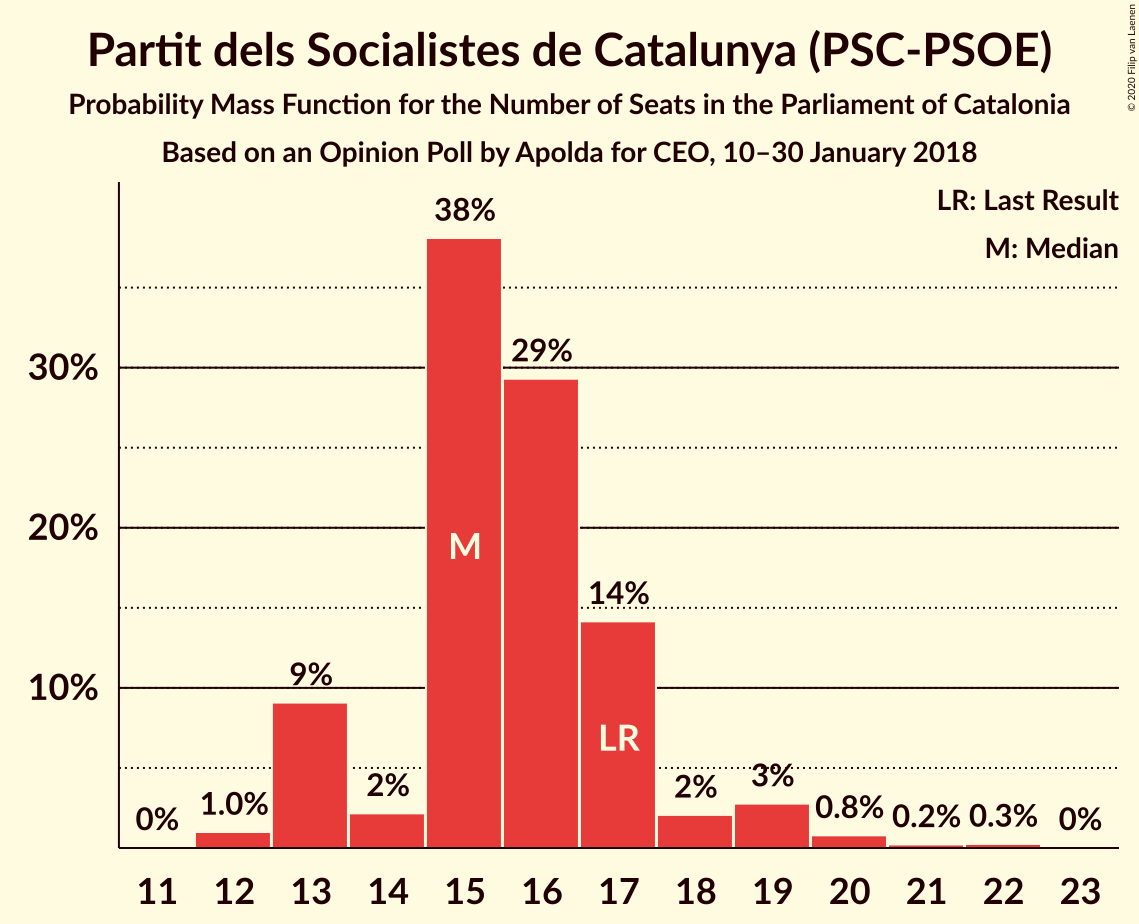 Partit dels Socialistes de Catalunya (PSC-PSOE)
Probability Mass Function for the Number of Seats in the Parliament of Catalonia
Based on an Opinion Poll by Apolda for CEO, 10–30 January 2018
© 2020 Filip van Laenen
LR: Last Result
M: Median
38%
29%
30%
M
20%
14%
9%
10%
LR
0%
1.0%
2%
2%
3%
0.8%
0.2%
0.3%
0%
11 12 13 14 15 16 17 18 19 20 21 22 23